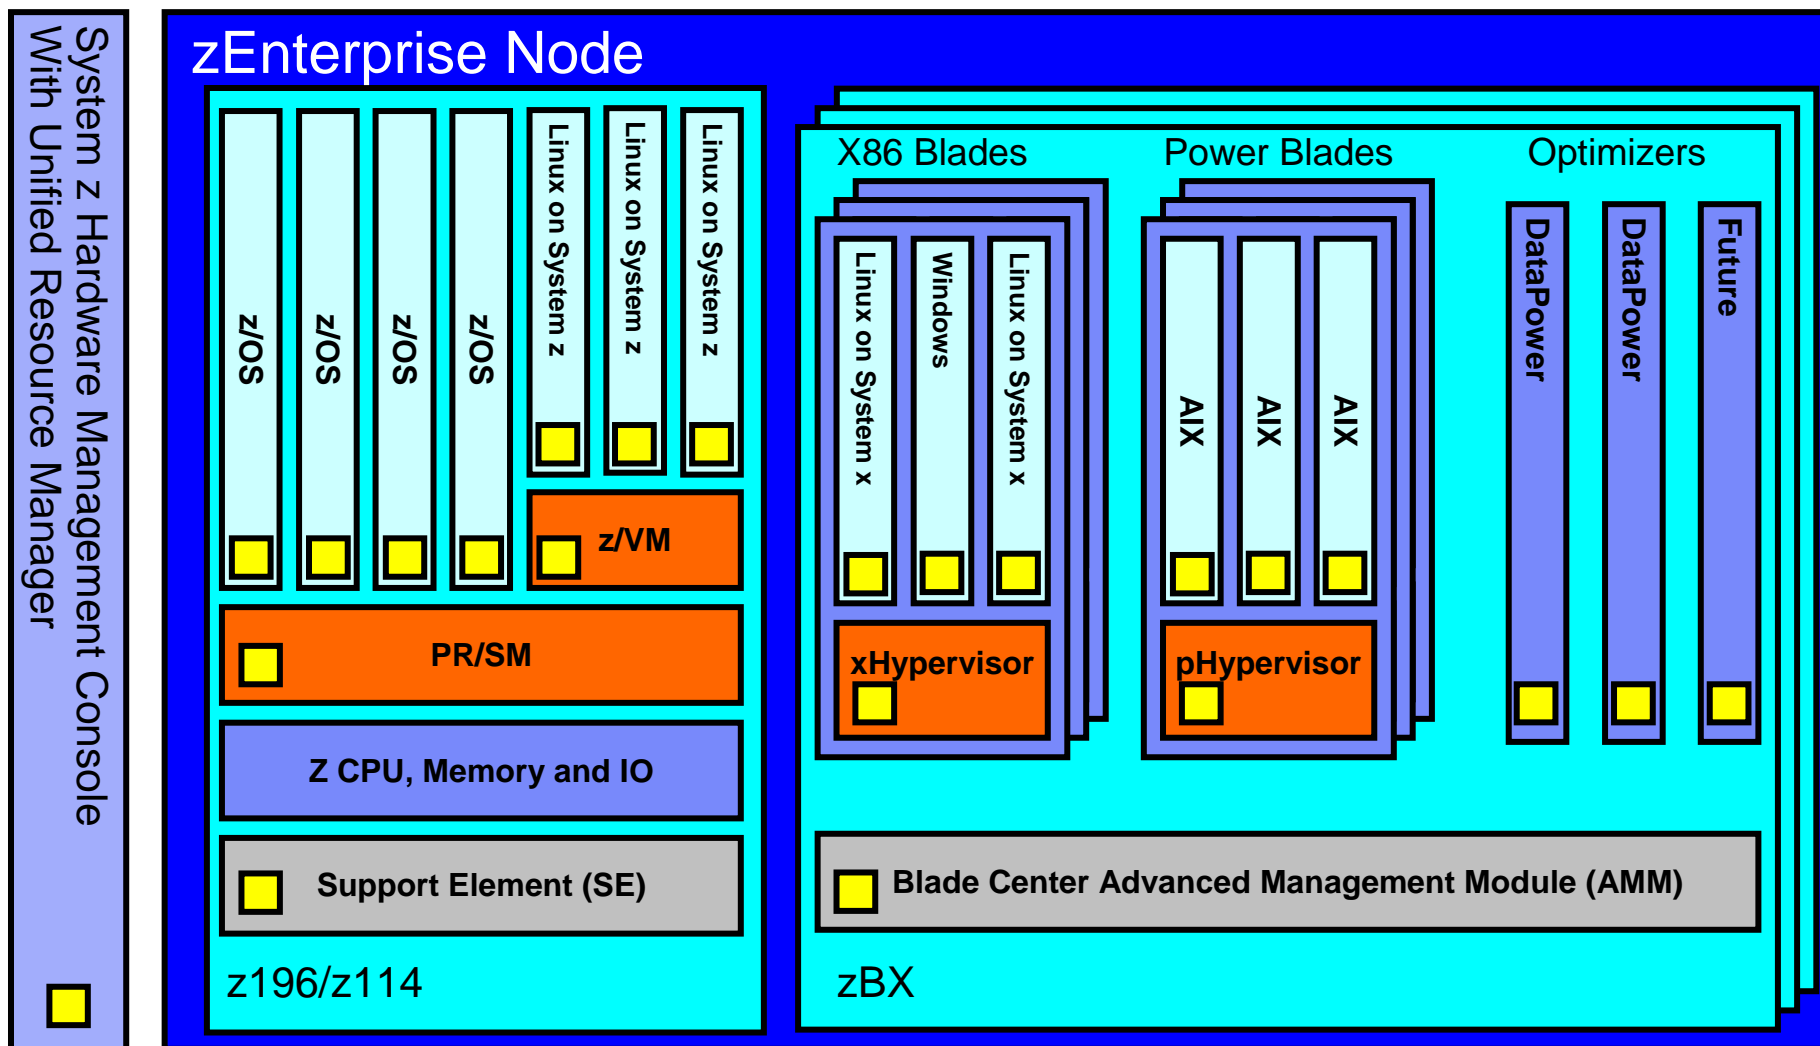 System z Hardware Management Console
With Unified Resource Manager
zEnterprise Node
z/OS
z/OS
z/OS
z/OS
Linux on System z
Linux on System z
Linux on System z
z/VM
PR/SM
Z CPU, Memory and IO
Support Element (SE)
z196/z114
X86 Blades
Linux on System x
Windows
Linux on System x
xHypervisor
Power Blades
AIX
AIX
AIX
pHypervisor
Optimizers
DataPower
DataPower
Future
Blade Center Advanced Management Module (AMM)
zBX